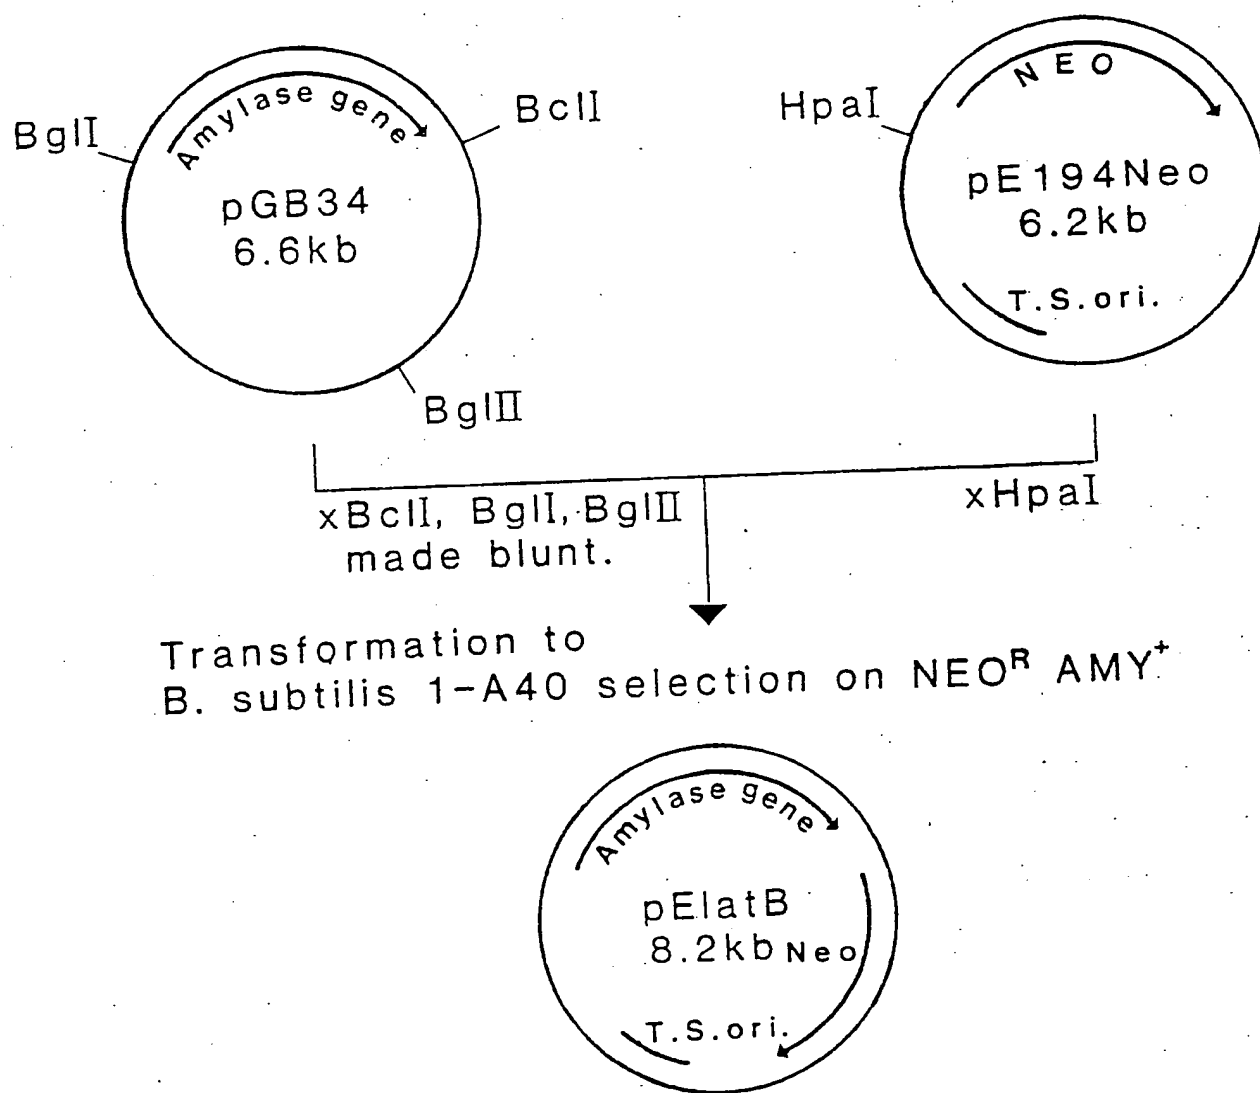 BglI
Amylase gene
BclI
pGB34
6.6kb
BglII
HpaI
NEO
pE194Neo
6.2kb
T.S.ori.
xBclI, BglI, BglII
made blunt.
xHpaI
Transformation to
B. subtilis 1-A40 selection on NEOᴿ AMY⁺
Amylase gene
pElatB
8.2kb Neo
T.S.ori.